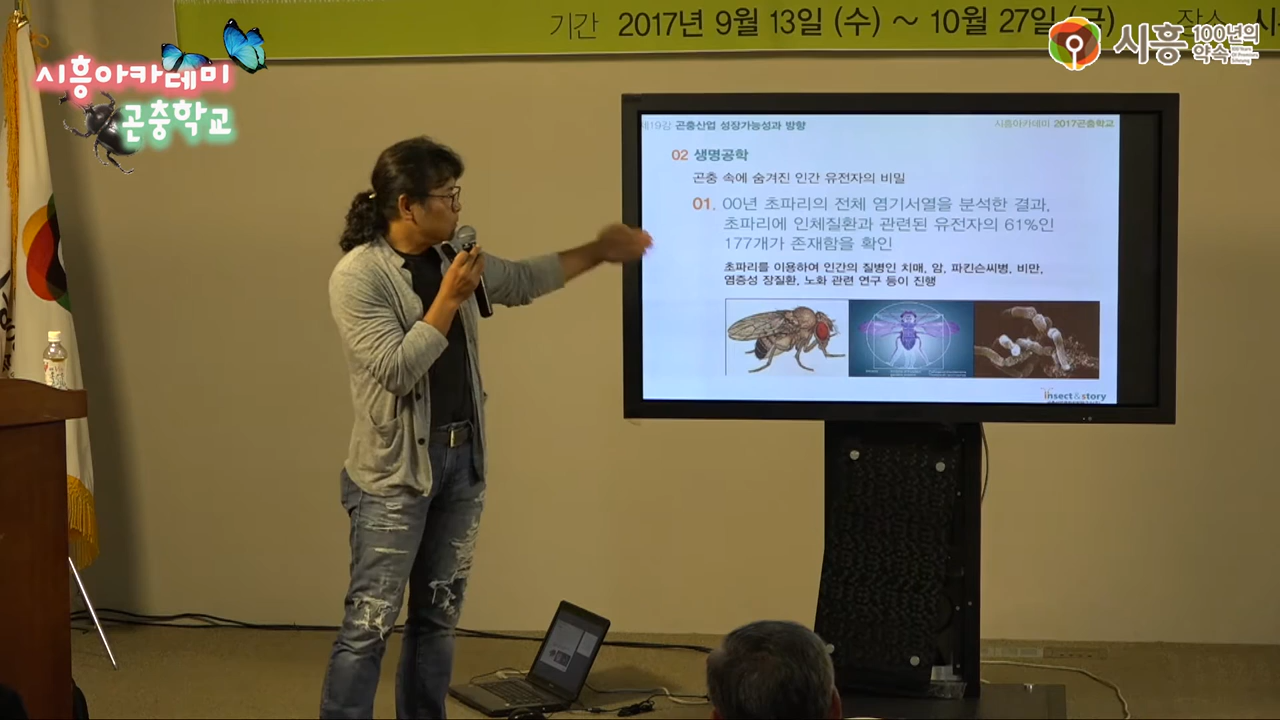 기간 2017년 9월 13일 (수) ~ 10월 27일 (금) 장소 시
시흥아카데미
곤충학교
시흥 100년의
약속
제19강 곤충산업 성장가능성과 방향
시흥아카데미 2017곤충학교
02 생명공학
곤충 속에 숨겨진 인간 유전자의 비밀
01. 00년 초파리의 전체 염기서열을 분석한 결과,
초파리에 인체질환과 관련된 유전자의 61%인
177개가 존재함을 확인
초파리를 이용하여 인간의 질병인 치매, 암, 파킨슨씨병, 비만,
염증성 장질환, 노화 관련 연구 등이 진행
insect&story